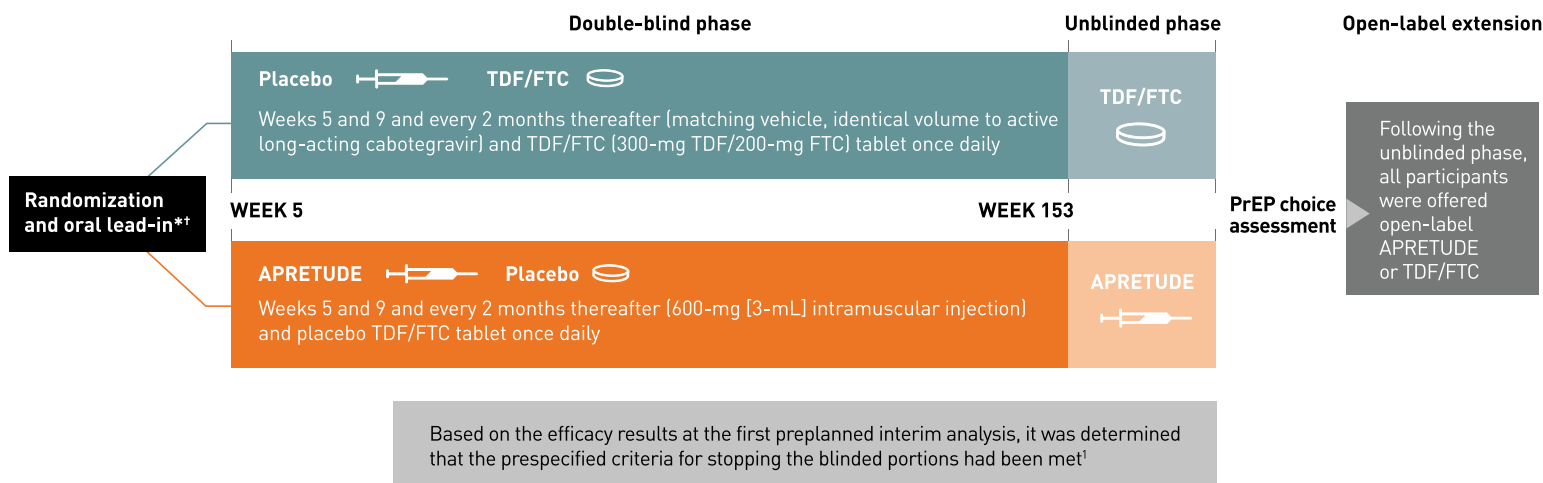 Double-blind phase
Unblinded phase
Open-label extension
Placebo
TDF/FTC
Weeks 5 and 9 and every 2 months thereafter (matching vehicle, identical volume to active
long-acting cabotegravir) and TDF/FTC (300-mg TDF/200-mg FTC) tablet once daily
TDF/FTC
Randomization
and oral lead-in*†
WEEK 5
WEEK 153
APRETUDE
Placebo
Weeks 5 and 9 and every 2 months thereafter (600-mg [3-mL] intramuscular injection)
and placebo TDF/FTC tablet once daily
APRETUDE
PrEP choice
assessment
Following the
unblinded phase,
all participants
were offered
open-label
APRETUDE
or TDF/FTC
Based on the efficacy results at the first preplanned interim analysis, it was determined
that the prespecified criteria for stopping the blinded portions had been met¹